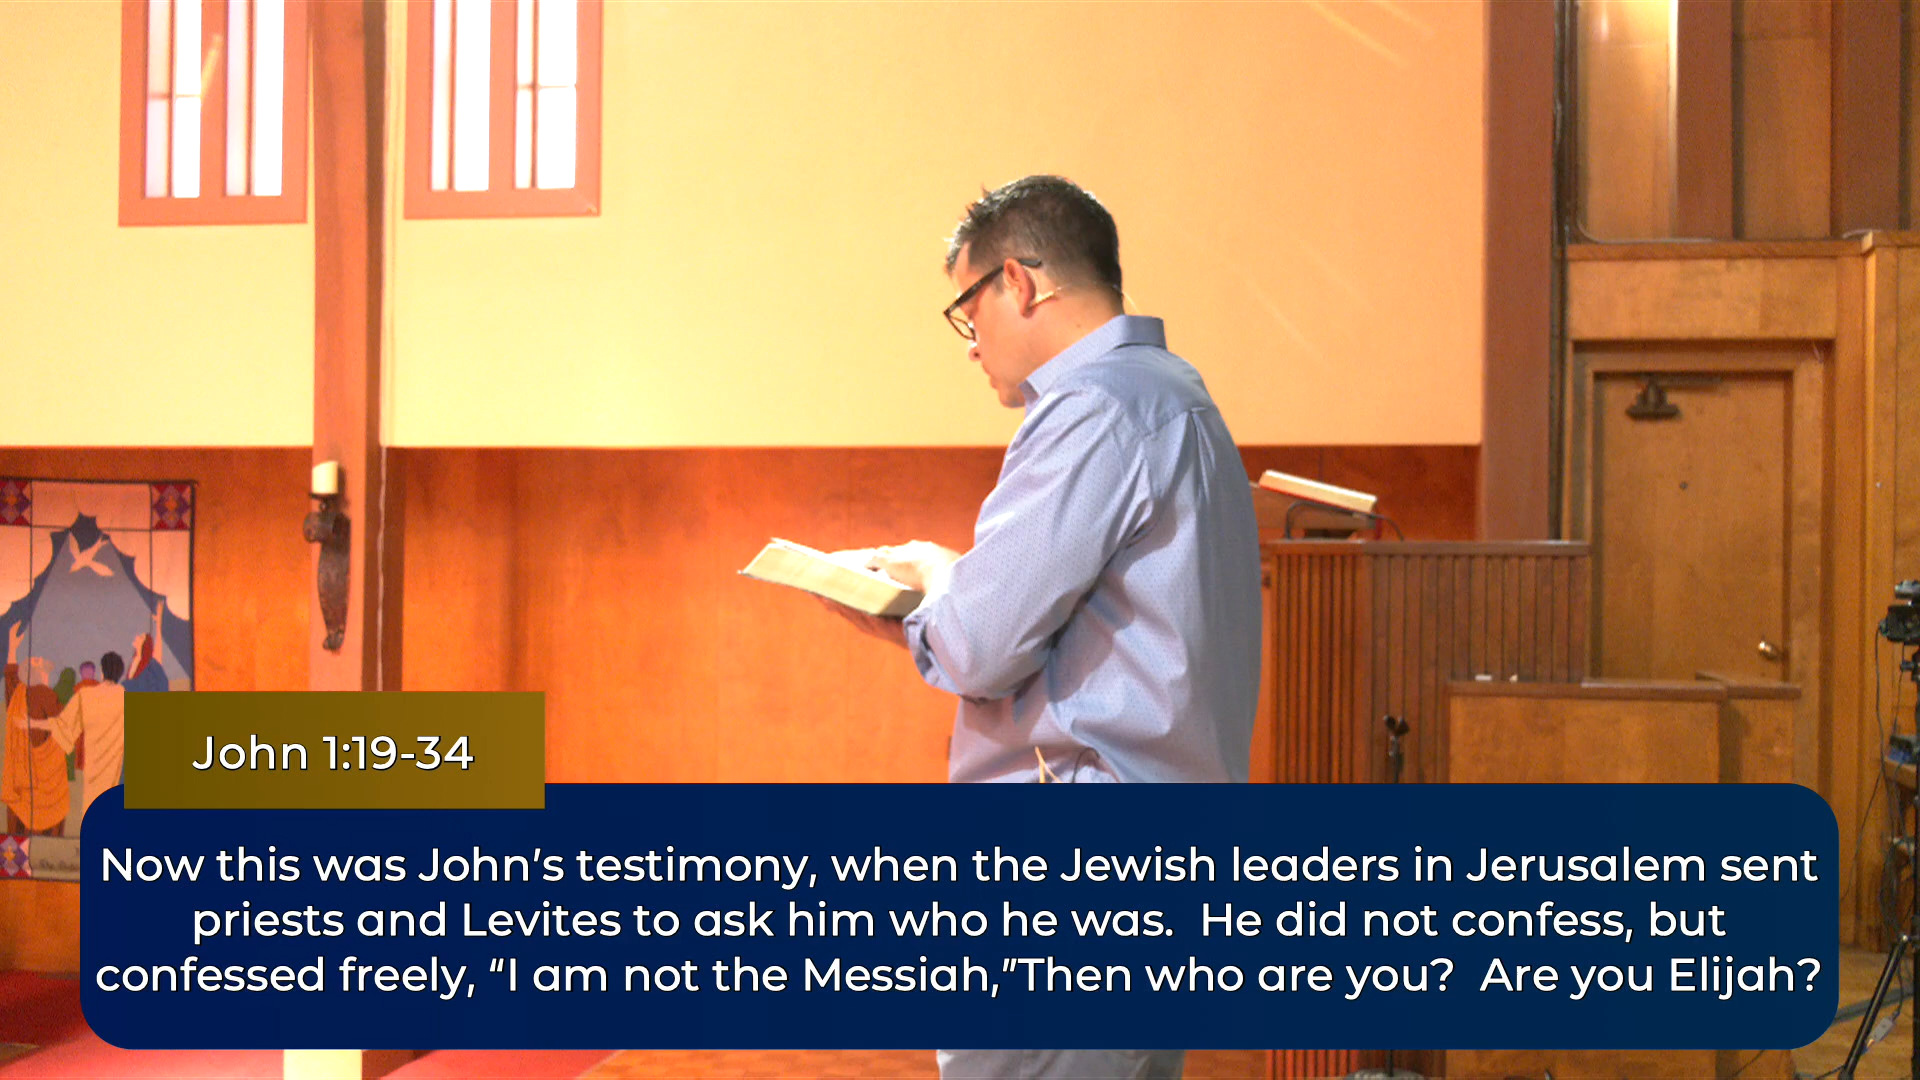 John 1:19-34
Now this was John's testimony, when the Jewish leaders in Jerusalem sent
priests and Levites to ask him who he was.  He did not confess, but
confessed freely, “I am not the Messiah,”Then who are you?  Are you Elijah?